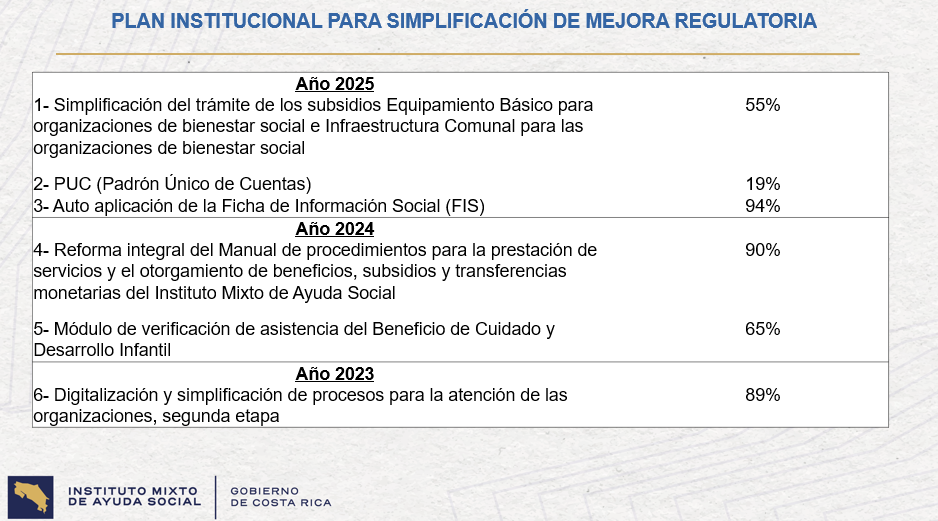 PLAN INSTITUCIONAL PARA SIMPLIFICACIÓN DE MEJORA REGULATORIA
Año 2025
1- Simplificación del trámite de los subsidios Equipamiento Básico para
organizaciones de bienestar social e Infraestructura Comunal para las
organizaciones de bienestar social
55%
2- PUC (Padrón Único de Cuentas)
19%
3- Auto aplicación de la Ficha de Información Social (FIS)
94%
Año 2024
4- Reforma integral del Manual de procedimientos para la prestación de
servicios y el otorgamiento de beneficios, subsidios y transferencias
monetarias del Instituto Mixto de Ayuda Social
90%
5- Módulo de verificación de asistencia del Beneficio de Cuidado y
Desarrollo Infantil
65%
Año 2023
6- Digitalización y simplificación de procesos para la atención de las
organizaciones, segunda etapa
89%
INSTITUTO MIXTO
DE AYUDA SOCIAL
GOBIERNO
DE COSTA RICA